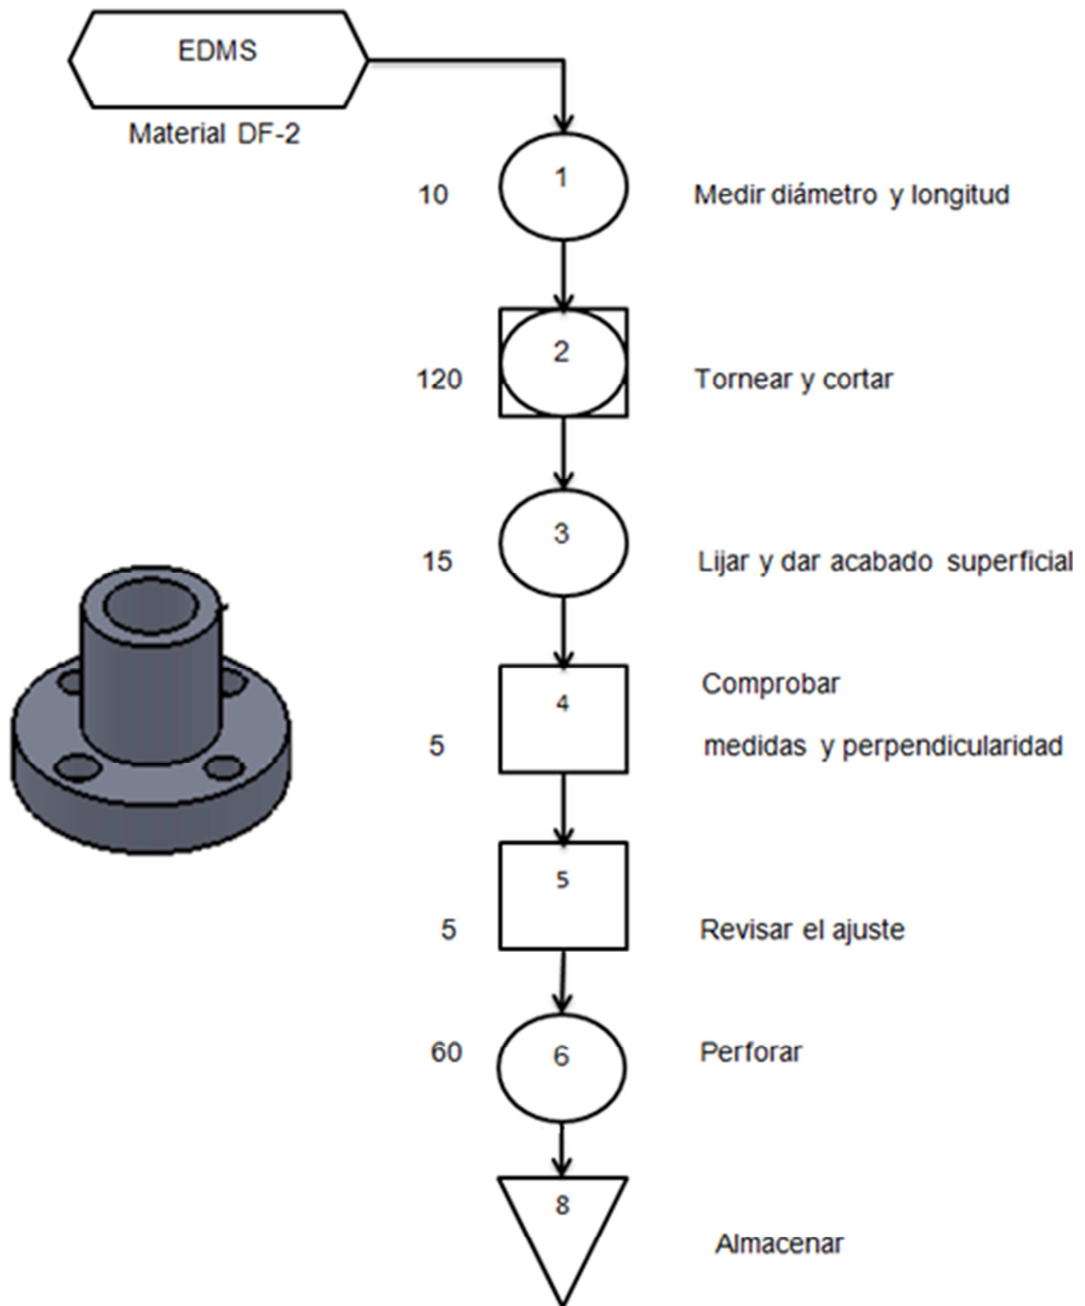 EDMS
Material DF-2
1
10
Medir diámetro y longitud
2
120
Tornear y cortar
3
15
Lijar y dar acabado superficial
4
Comprobar
5
medidas y perpendicularidad
5
5
Revisar el ajuste
6
60
Perforar
8
Almacenar